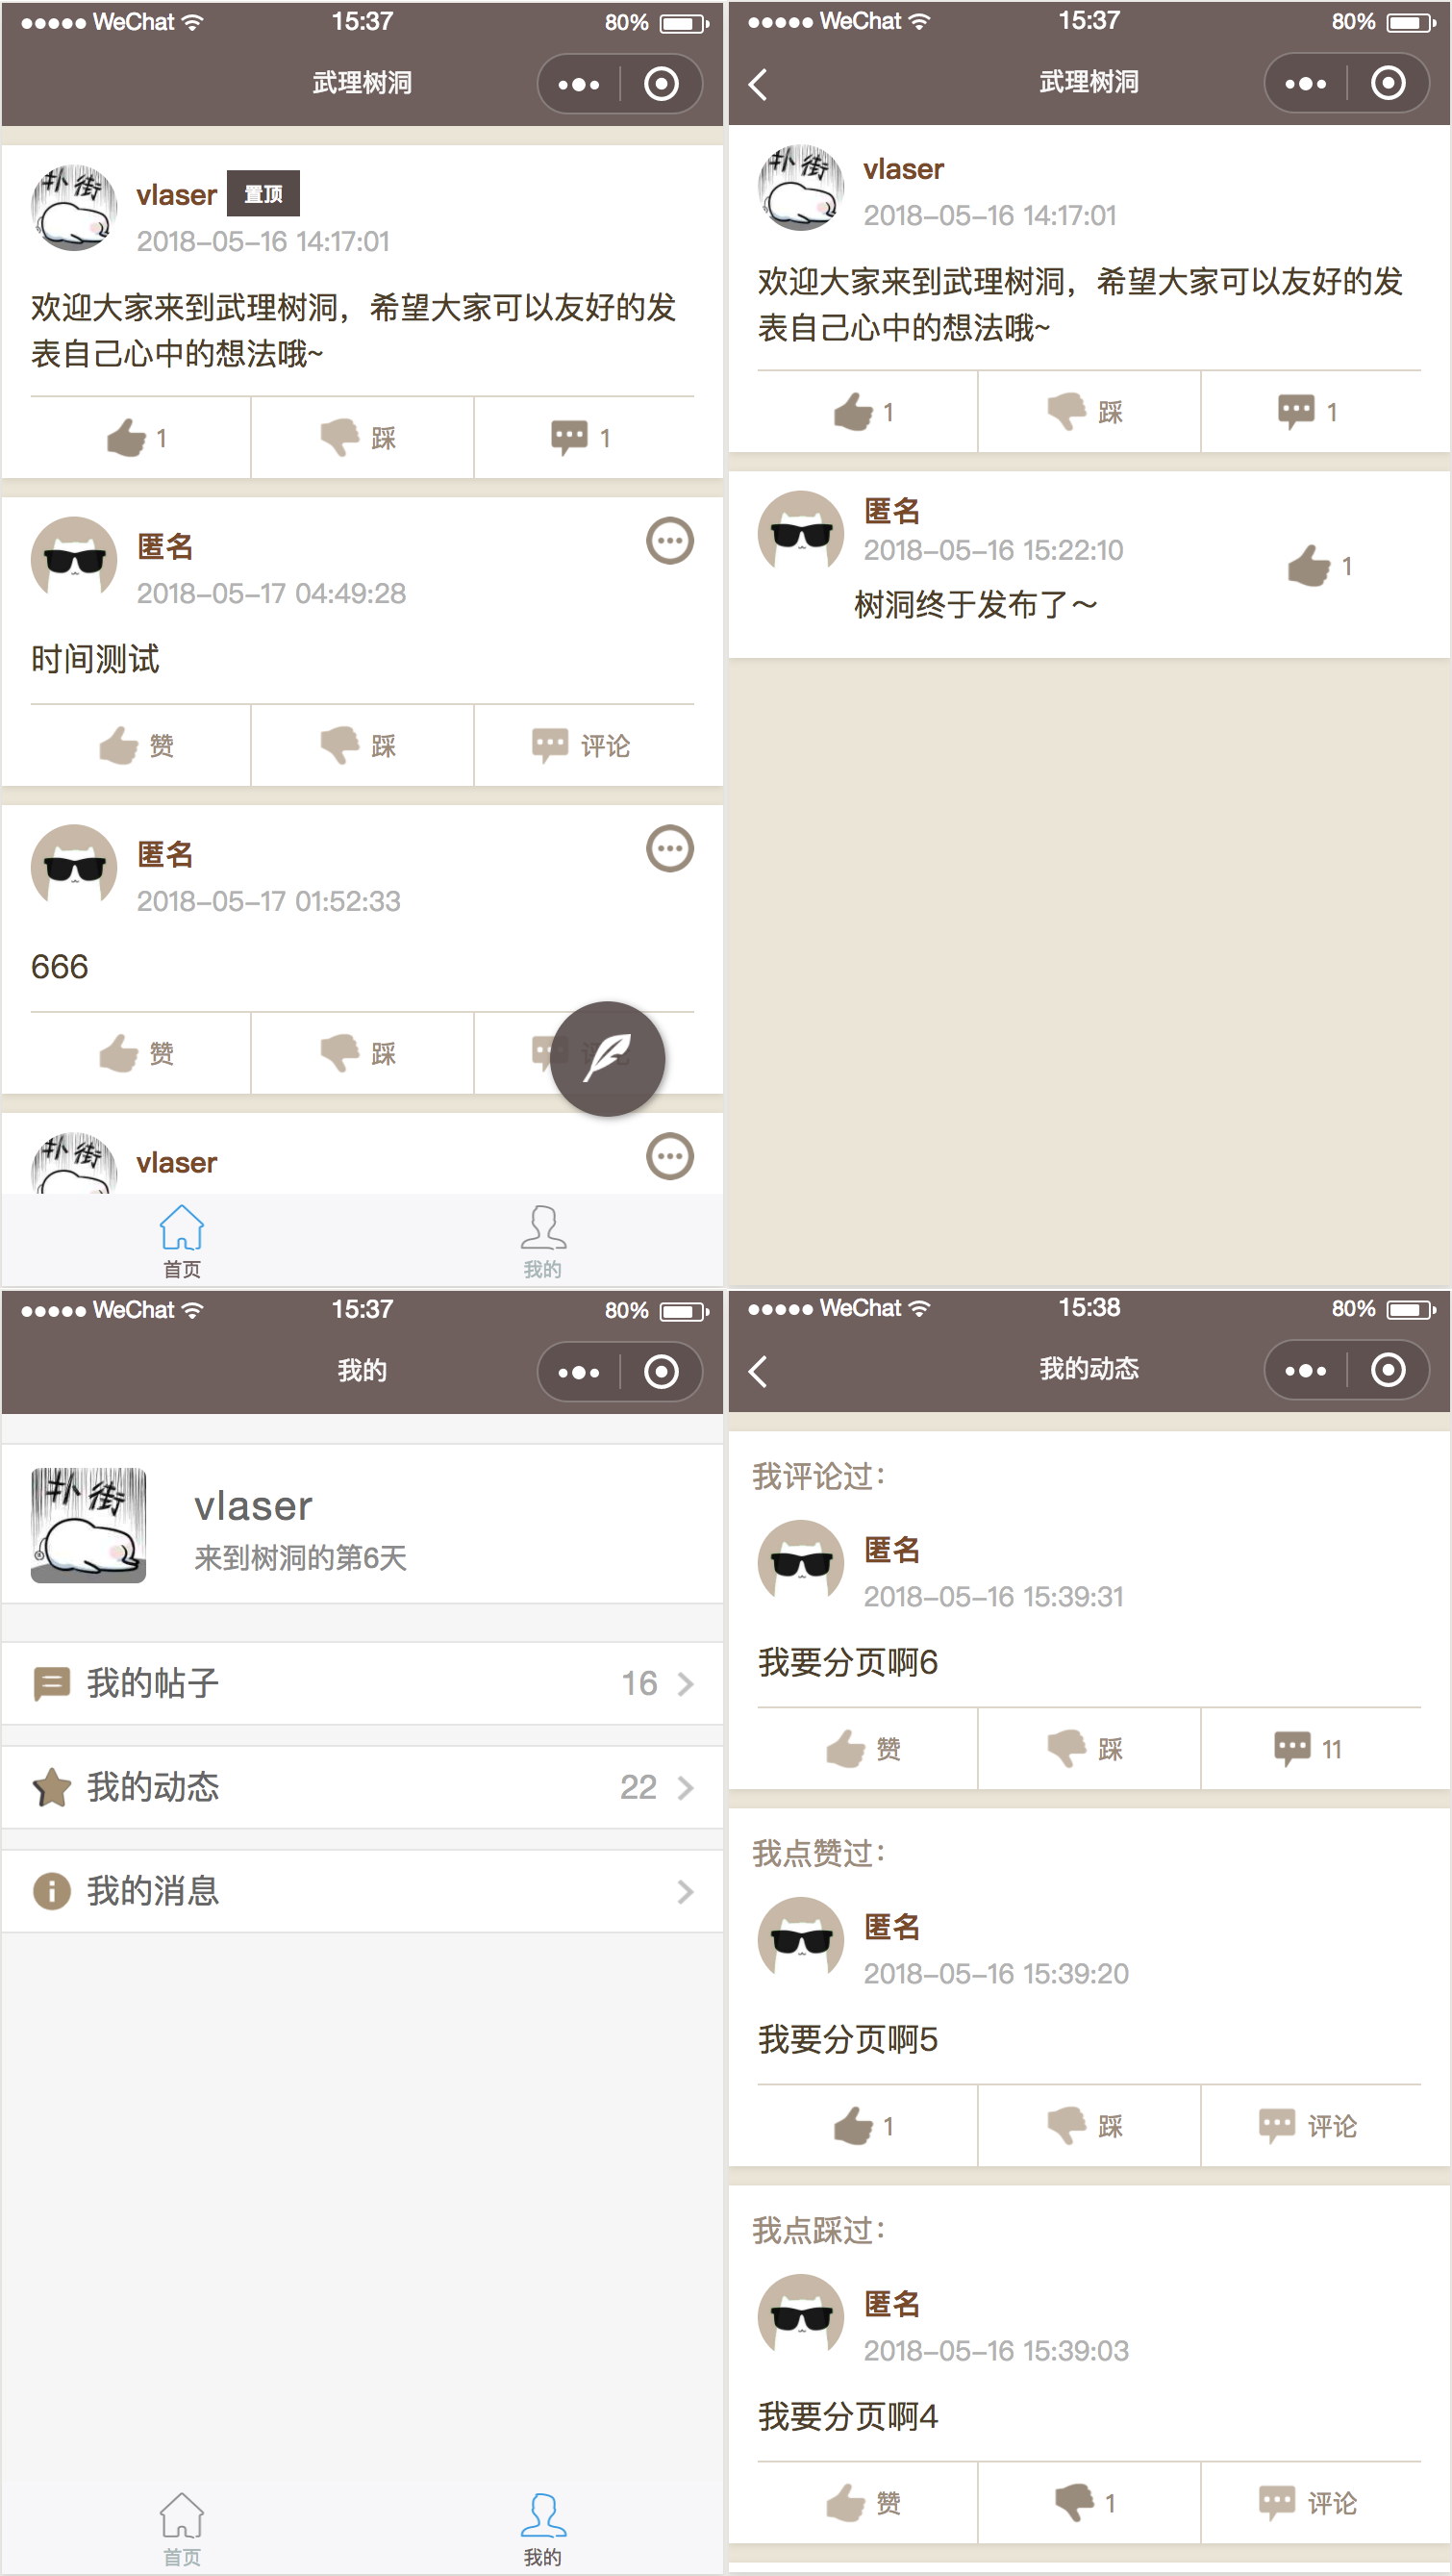 WeChat 15:37 80%
武理树洞
扑街
vlaser 置顶
2018-05-16 14:17:01
欢迎大家来到武理树洞，希望大家可以友好的发
表自己心中的想法哦~
1 踩 1
匿名
2018-05-17 04:49:28
时间测试
赞 踩 评论
匿名
2018-05-17 01:52:33
666
赞 踩 评论
扑街
vlaser
首页 我的
WeChat 15:37 80%
武理树洞
扑街
vlaser
2018-05-16 14:17:01
欢迎大家来到武理树洞，希望大家可以友好的发
表自己心中的想法哦~
1 踩 1
匿名
2018-05-16 15:22:10
树洞终于发布了～
1
WeChat 15:37 80%
我的
扑街
vlaser
来到树洞的第6天
我的帖子 16
我的动态 22
我的消息
首页 我的
WeChat 15:38 80%
我的动态
我评论过：
匿名
2018-05-16 15:39:31
我要分页啊6
赞 踩 11
我点赞过：
匿名
2018-05-16 15:39:20
我要分页啊5
1 踩 评论
我点踩过：
匿名
2018-05-16 15:39:03
我要分页啊4
赞 1 评论